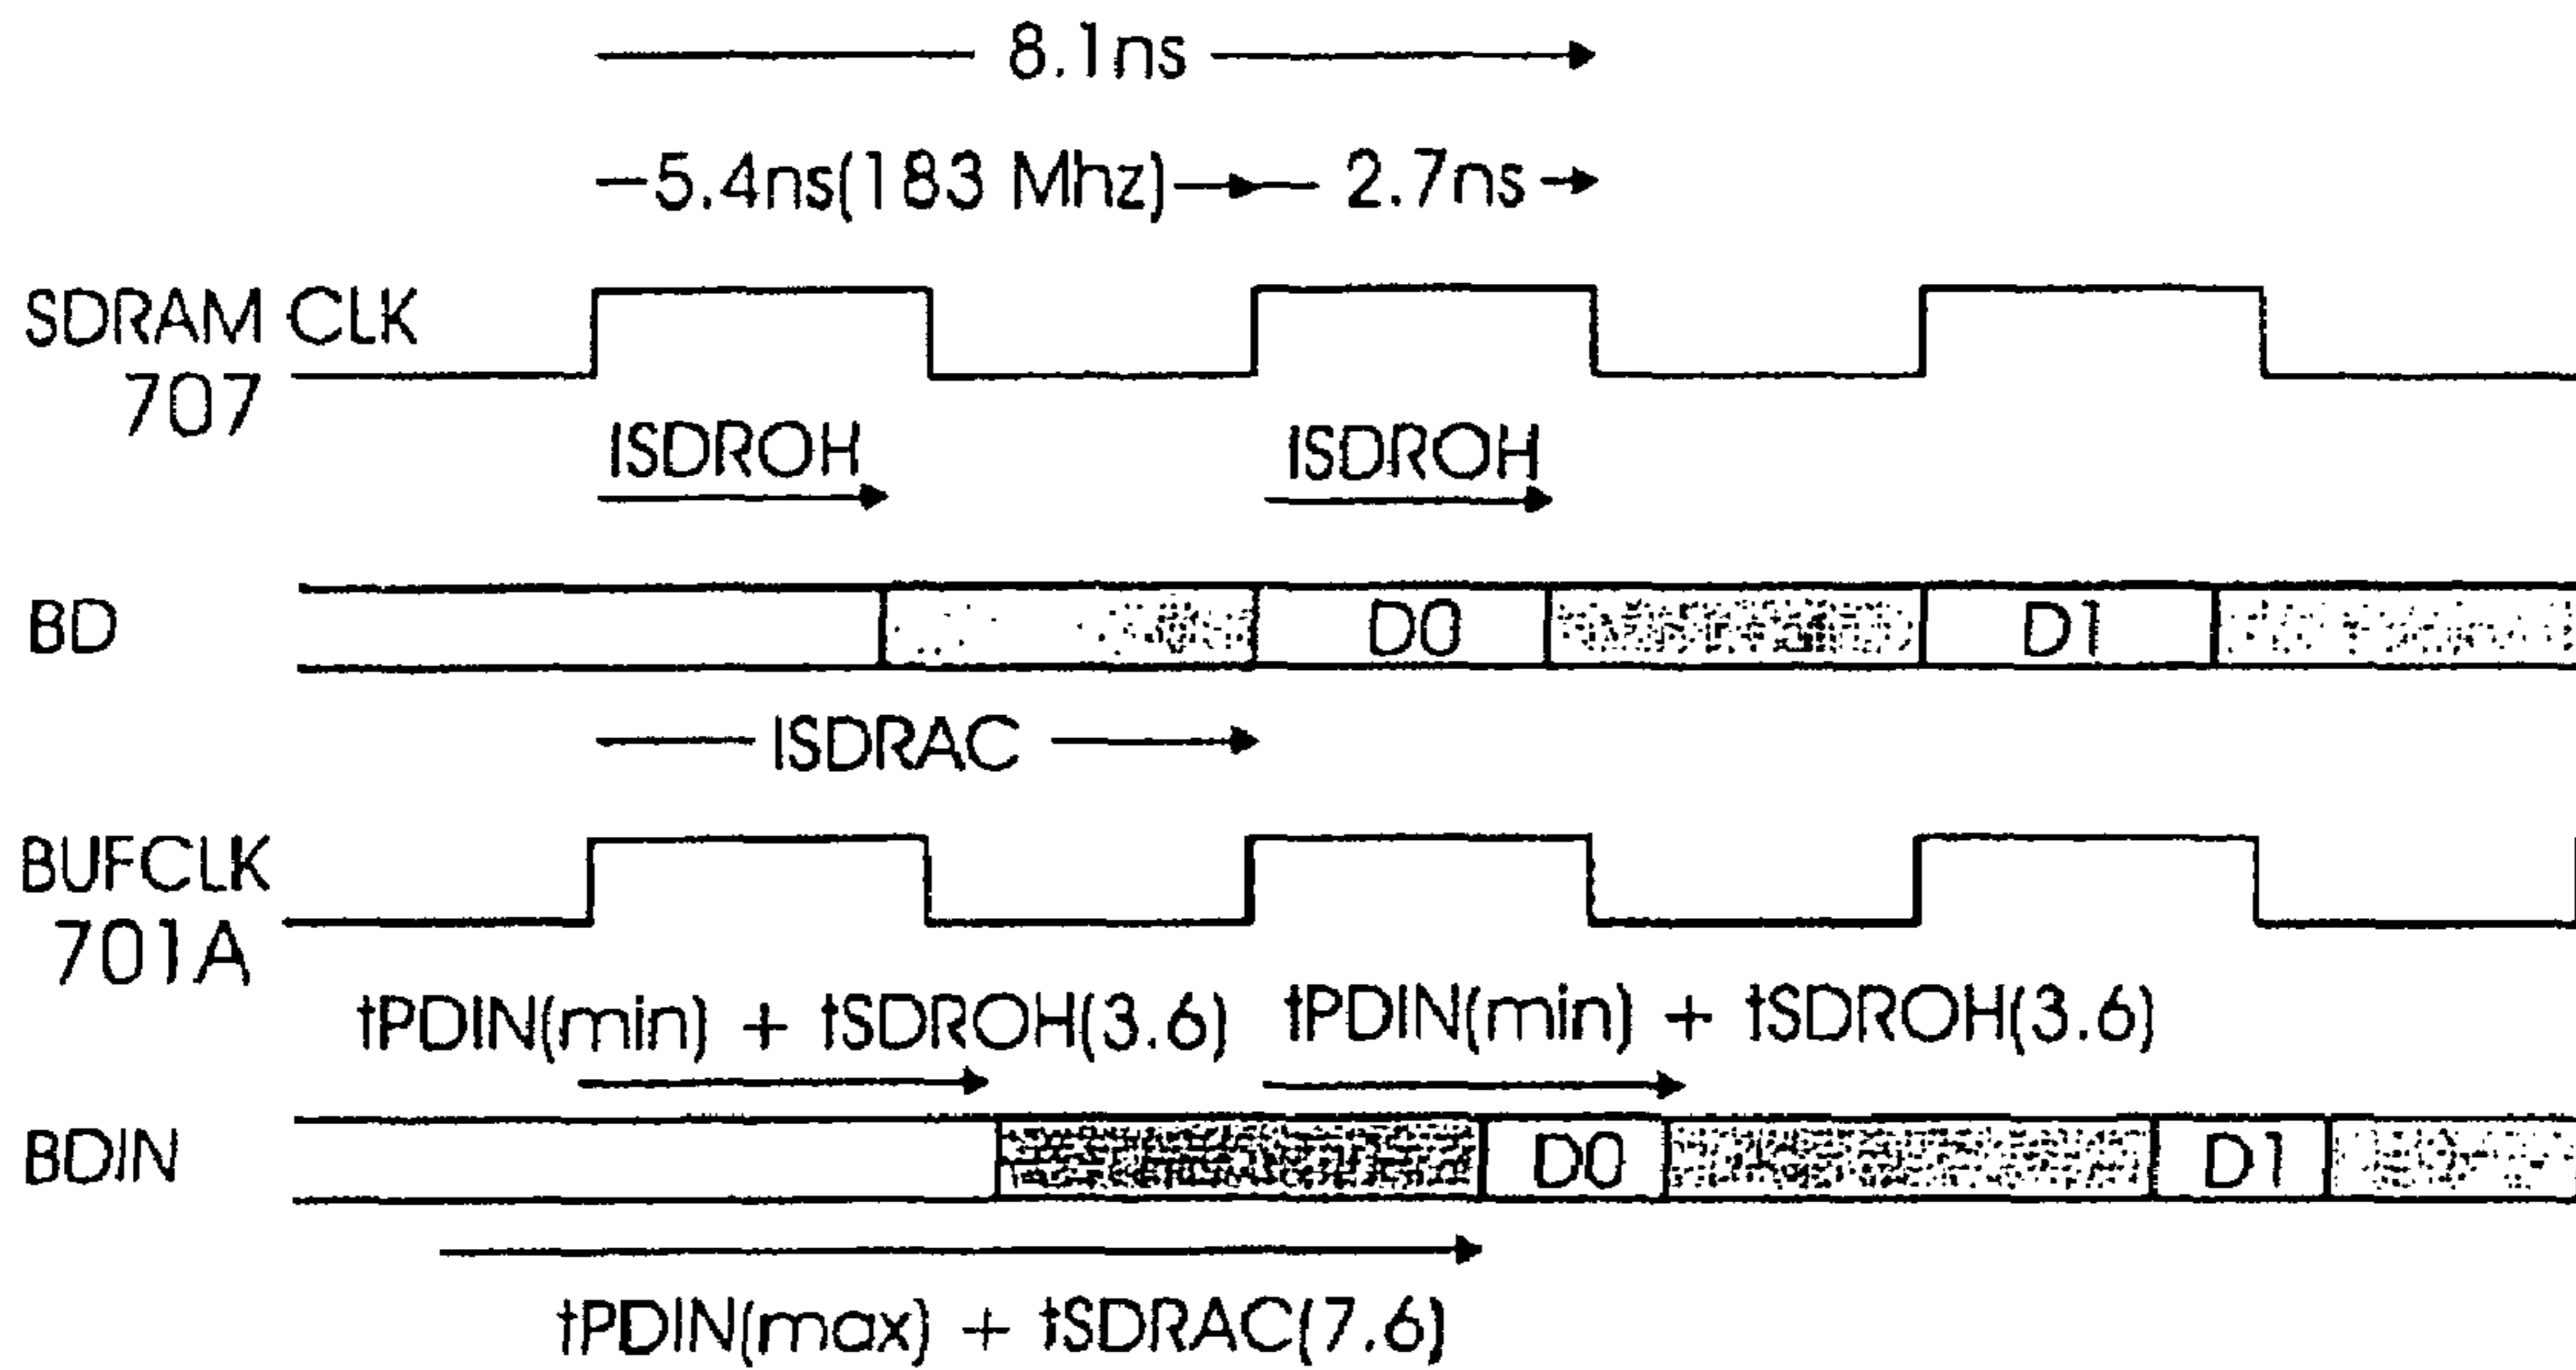 8.1ns
5.4ns(183 Mhz) 2.7ns
SDRAM CLK
707
tSDROH tSDROH
BD D0 D1
tSDRAC
BUFCLK
701A
tPDIN(min) + tSDROH(3.6) tPDIN(min) + tSDROH(3.6)
BDIN D0 D1
tPDIN(max) + tSDRAC(7.6)